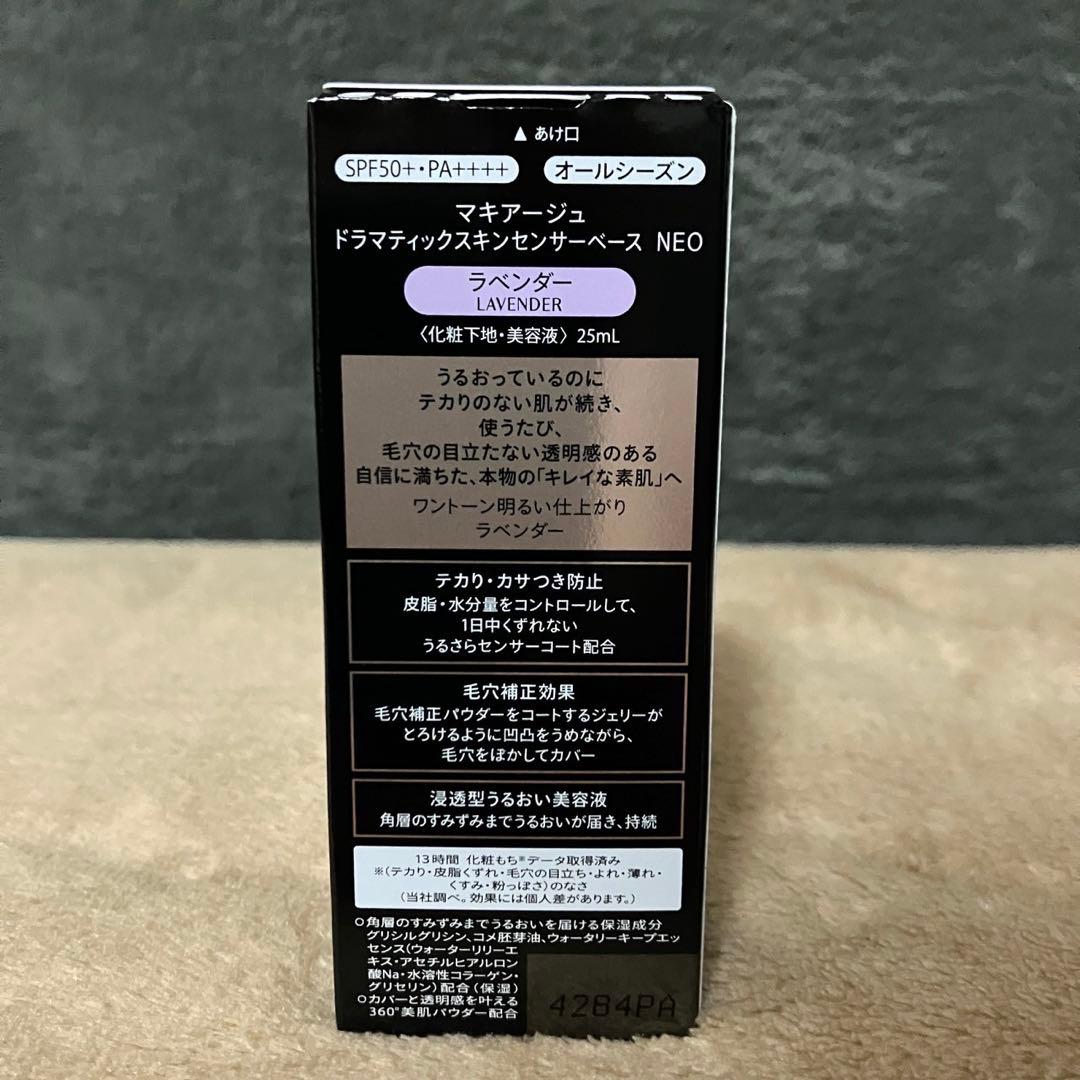 ▲ あけ口
SPF50+・PA++++ オールシーズン
マキアージュ
ドラマティックスキンセンサーベース NEO
ラベンダー
LAVENDER
〈化粧下地・美容液〉 25mL
うるおっているのに
テカりのない肌が続き、
使うたび、
毛穴の目立たない透明感のある
自信に満ちた、本物の「キレイな素肌」へ
ワントーン明るい仕上がり
ラベンダー
テカり・カサつき防止
皮脂・水分量をコントロールして、
1日中くずれない
うるさらセンサーコート配合
毛穴補正効果
毛穴補正パウダーをコートするジェリーが
とろけるように凹凸をうめながら、
毛穴をぼかしてカバー
浸透型うるおい美容液
角層のすみずみまでうるおいが届き、持続
13時間 化粧もち※データ取得済み
※(テカリ・皮脂くずれ・毛穴の目立ち・よれ・薄れ・
くすみ・粉っぽさ)のなさ
(当社調べ。効果には個人差があります。)
○角層のすみずみまでうるおいを届ける保湿成分
グリシルグリシン、コメ胚芽油、ウォータリーキープエッ
センス(ウォーターリリーエ
キス・アセチルヒアルロン
酸Na・水溶性コラーゲン・
グリセリン)配合(保湿)
○カバーと透明感を叶える
360°美肌パウダー配合
4284PA